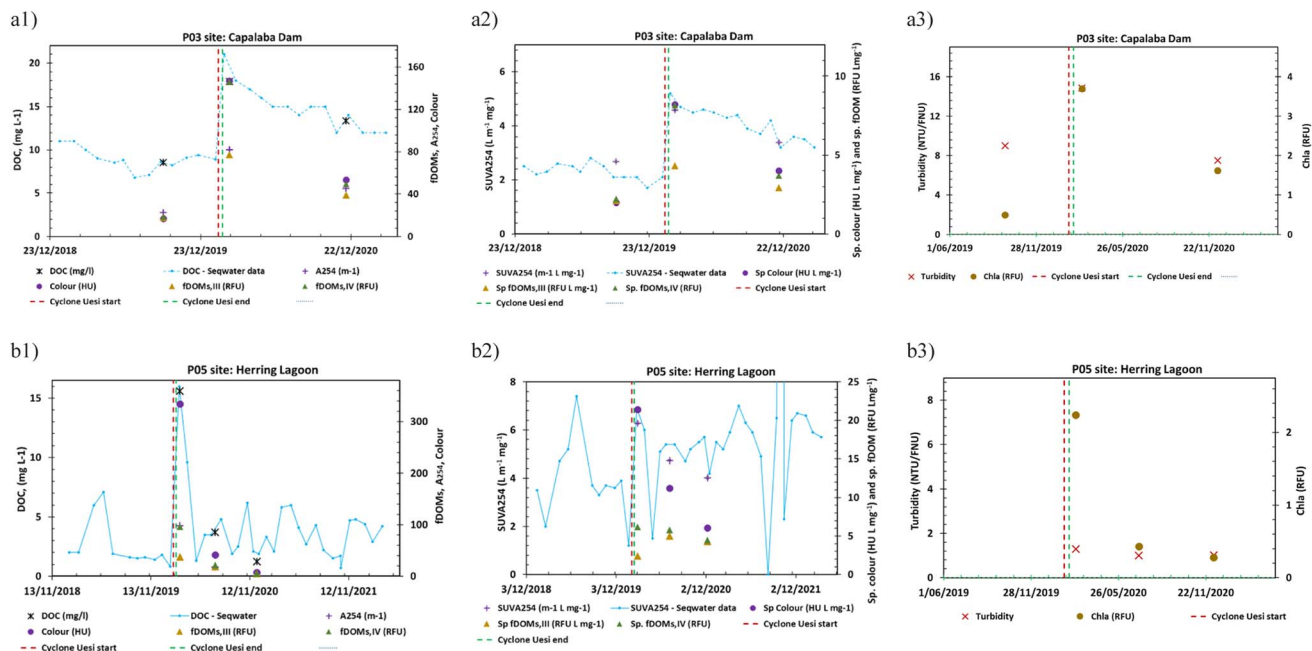 a1)
P03 site: Capalaba Dam
DOC, (mg L-1)
20
15
10
5
0
160
120
80
40
0
fDOMs, A254, Colour
23/12/2018
23/12/2019
22/12/2020
DOC (mg/l)
DOC - Seqwater data
A254 (m-1)
Colour (HU)
fDOMs,III (RFU)
fDOMs,IV (RFU)
Cyclone Uesi start
Cyclone Uesi end
a2)
P03 site: Capalaba Dam
SUVA254 (L m-1 mg-1)
6
4
2
0
10
5
0
Sp. colour (HU L mg-1) and sp. fDOM (RFU Lmg-1)
23/12/2018
23/12/2019
22/12/2020
SUVA254 (m-1 L mg-1)
SUVA254 - Seqwater data
Sp Colour (HU L mg-1)
Sp fDOMs,III (RFU L mg-1)
Sp. fDOMs,IV (RFU)
Cyclone Uesi start
Cyclone Uesi end
a3)
P03 site: Capalaba Dam
Turbidity (NTU/FNU)
16
12
8
4
0
4
3
2
1
0
Chla (RFU)
1/06/2019
28/11/2019
26/05/2020
22/11/2020
Turbidity
Chla (RFU)
Cyclone Uesi start
Cyclone Uesi end
b1)
P05 site: Herring Lagoon
DOC, (mg L-1)
15
10
5
0
300
200
100
0
fDOMs, A254, Colour
13/11/2018
13/11/2019
12/11/2020
12/11/2021
DOC (mg/l)
DOC - Seqwater data
A254 (m-1)
Colour (HU)
fDOMs,III (RFU)
fDOMs,IV (RFU)
Cyclone Uesi start
Cyclone Uesi end
b2)
P05 site: Herring Lagoon
SUVA254 (L m-1 mg-1)
8
6
4
2
0
25
20
15
10
5
0
Sp. colour (HU L mg-1) and sp. fDOM (RFU Lmg-1)
3/12/2018
3/12/2019
2/12/2020
2/12/2021
SUVA254 (m-1 L mg-1)
SUVA254 - Seqwater data
Sp Colour (HU L mg-1)
Sp fDOMs,III (RFU L mg-1)
Sp. fDOMs,IV (RFU)
Cyclone Uesi start
Cyclone Uesi end
b3)
P05 site: Herring Lagoon
Turbidity (NTU/FNU)
8
6
4
2
0
2
1
0
Chla (RFU)
1/06/2019
28/11/2019
26/05/2020
22/11/2020
Turbidity
Chla (RFU)
Cyclone Uesi start